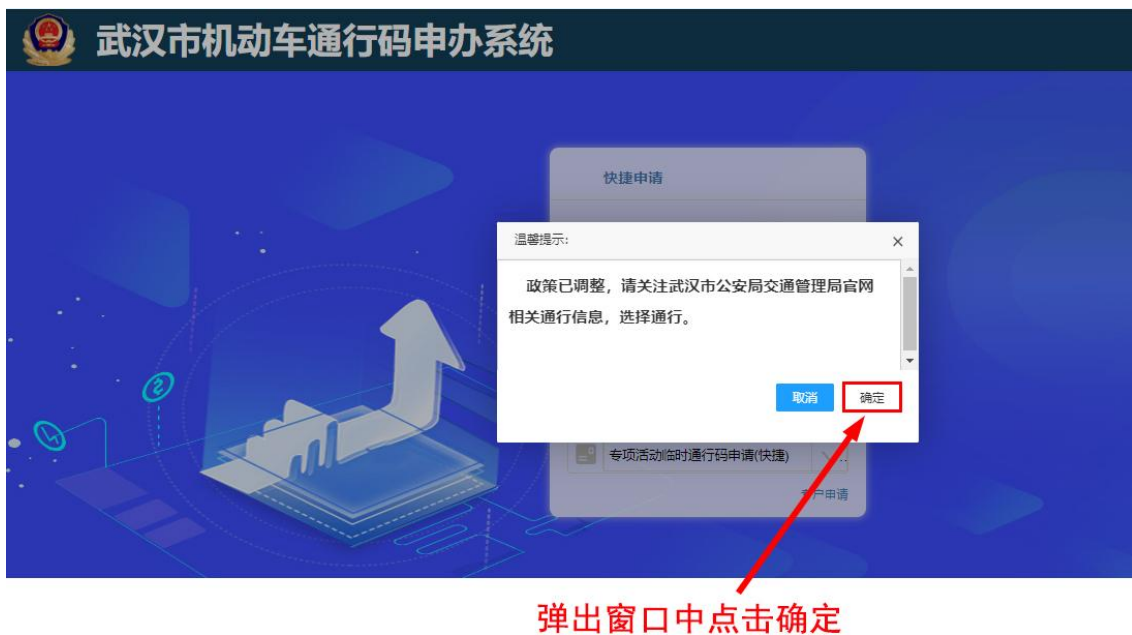 武汉市机动车通行码申办系统
快捷申请
温馨提示:
政策已调整，请关注武汉市公安局交通管理局官网
相关通行信息，选择通行。
取消 确定
专项活动临时通行码申请(快捷)
户申请
弹出窗口中点击确定